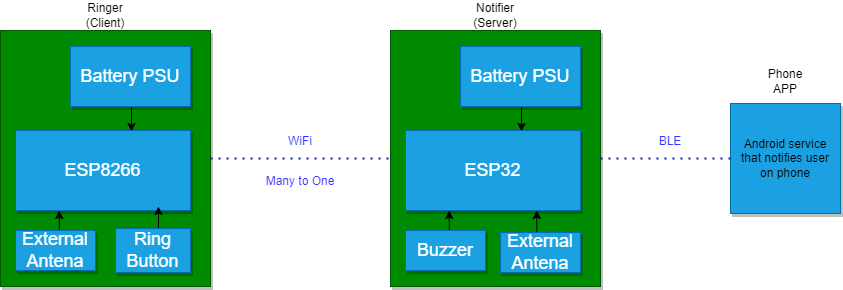 Ringer
(Client)
Battery PSU
ESP8266
External
Antena
Ring
Button
WiFi
Many to One
Notifier
(Server)
Battery PSU
ESP32
Buzzer
External
Antena
BLE
Phone
APP
Android service
that notifies user
on phone